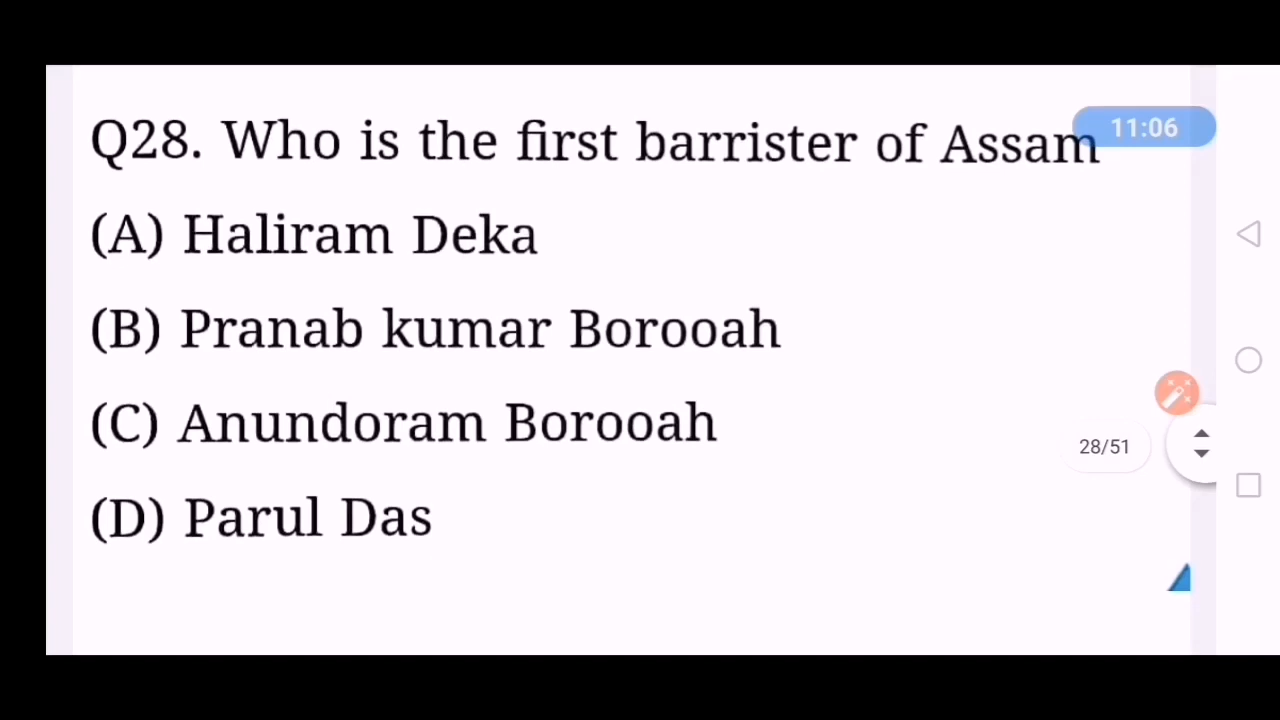 Q28. Who is the first barrister of Assam
11:06
(A) Haliram Deka
(B) Pranab kumar Borooah
(C) Anundoram Borooah
28/51
(D) Parul Das